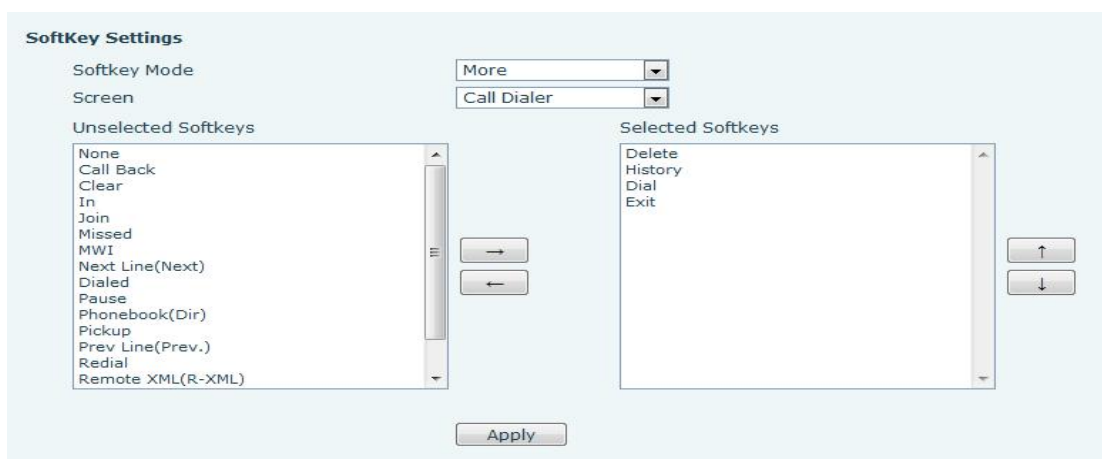 SoftKey Settings
Softkey Mode More
Screen Call Dialer
Unselected Softkeys
None
Call Back
Clear
In
Join
Missed
MWI
Next Line(Next)
Dialed
Pause
Phonebook(Dir)
Pickup
Prev Line(Prev.)
Redial
Remote XML(R-XML)
→
←
Selected Softkeys
Delete
History
Dial
Exit
↑
↓
Apply